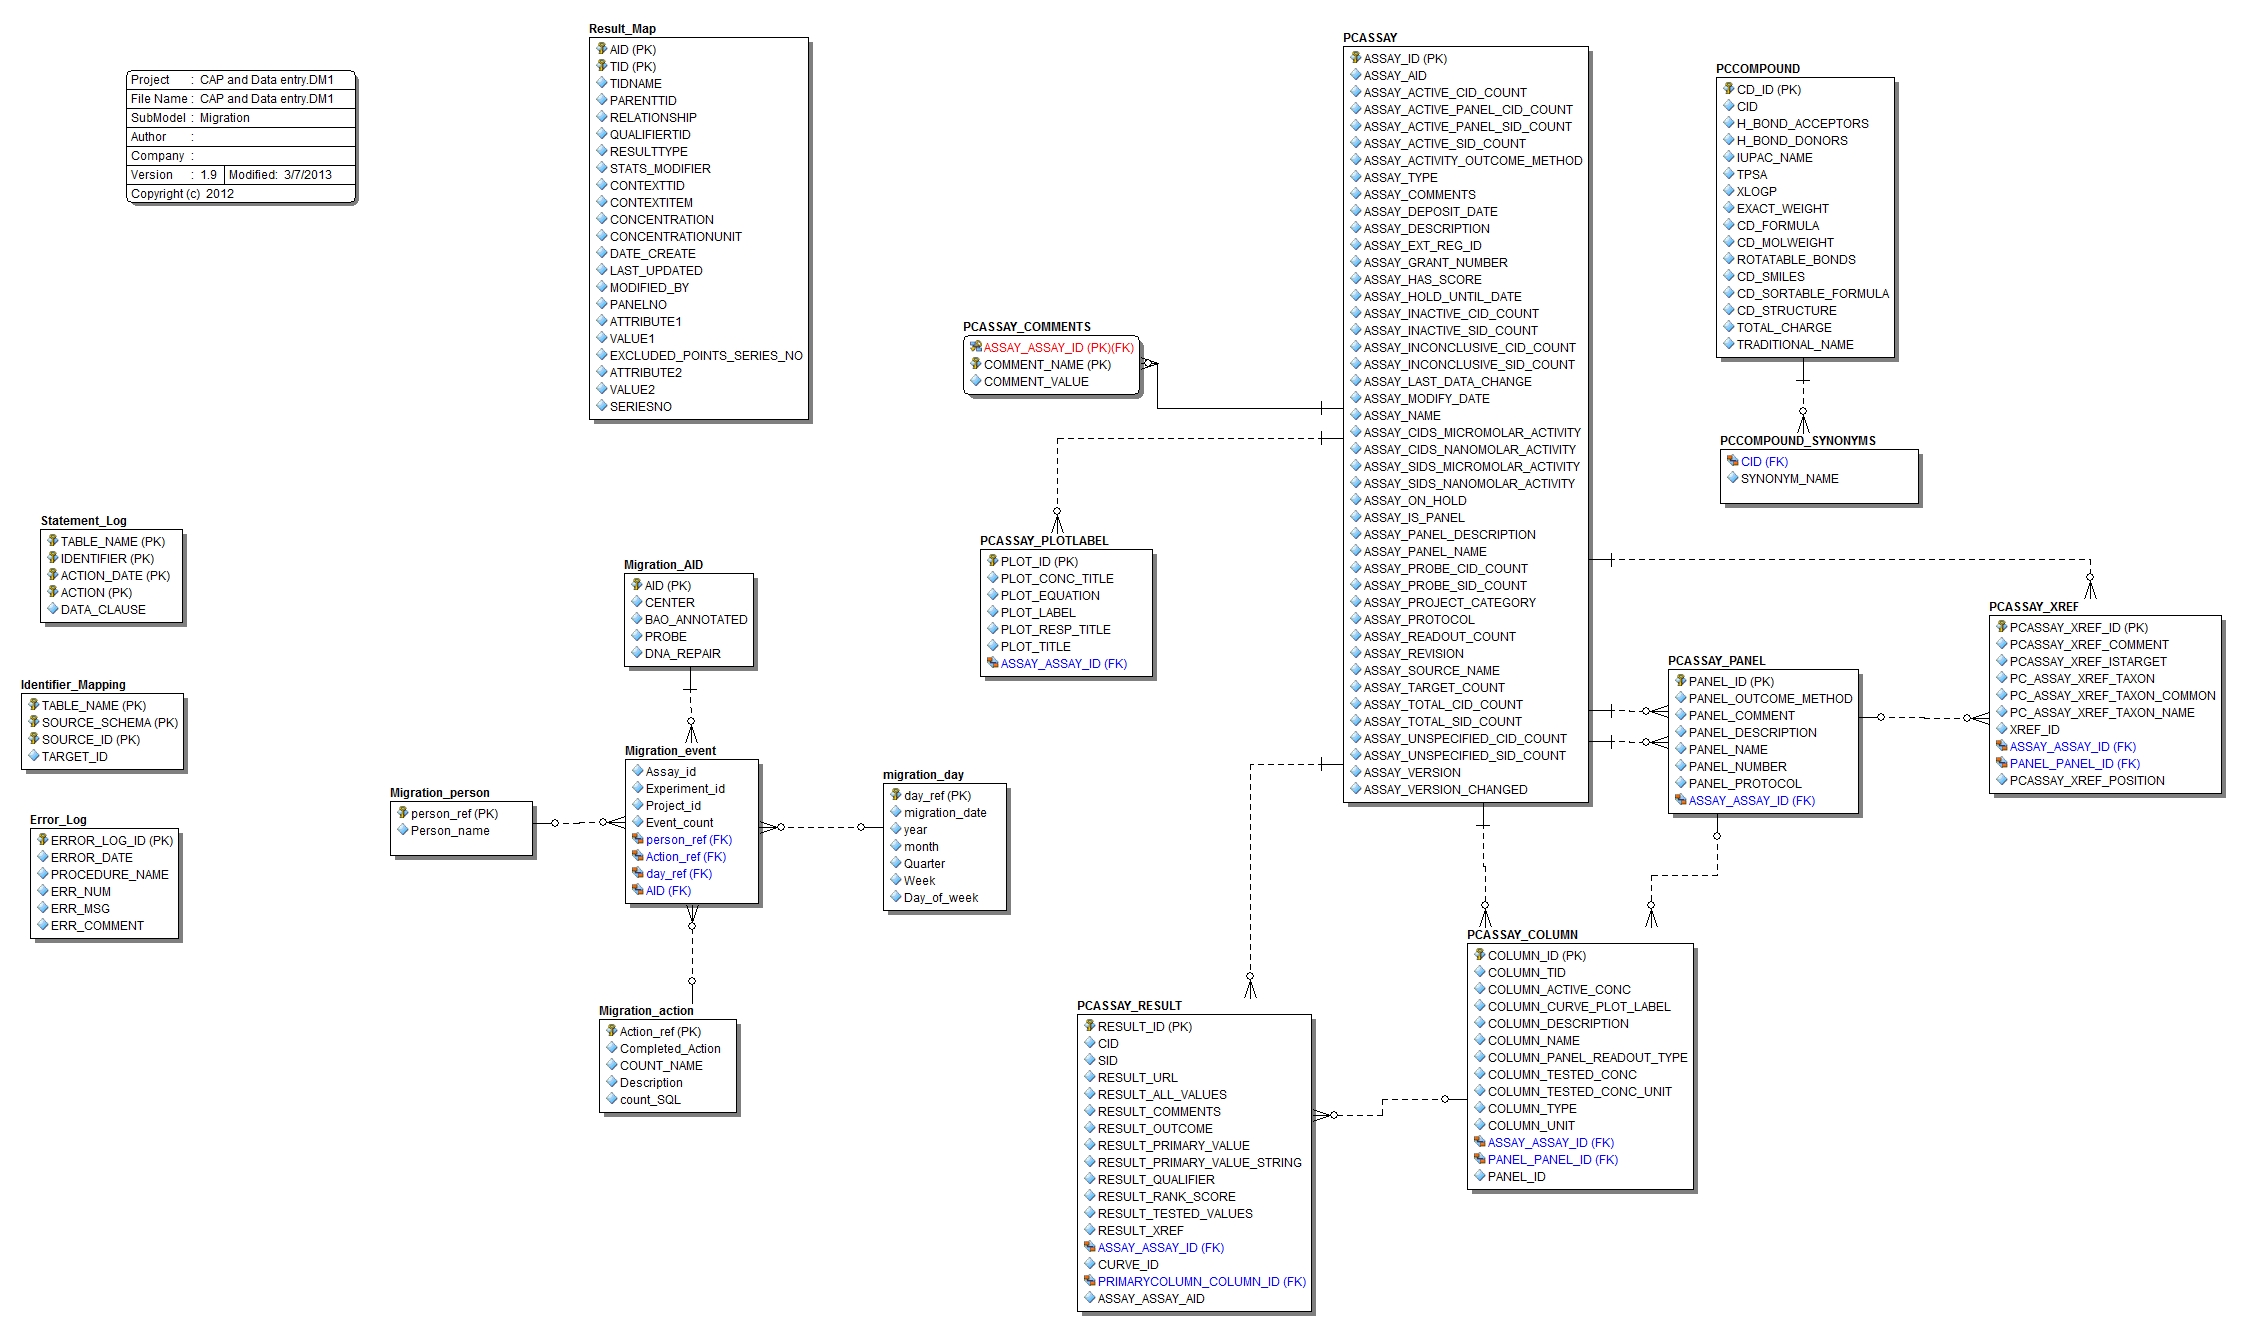 Project : CAP and Data entry.DM1
File Name : CAP and Data entry.DM1
SubModel : Migration
Author :
Company :
Version : 1.9 Modified: 3/7/2013
Copyright (c) 2012
Result_Map
AID (PK)
TID (PK)
TIDNAME
PARENTTID
RELATIONSHIP
QUALIFIERTID
RESULTTYPE
STATS_MODIFIER
CONTEXTTID
CONTEXTITEM
CONCENTRATION
CONCENTRATIONUNIT
DATE_CREATE
LAST_UPDATED
MODIFIED_BY
PANELNO
ATTRIBUTE1
VALUE1
EXCLUDED_POINTS_SERIES_NO
ATTRIBUTE2
VALUE2
SERIESNO
PCASSAY
ASSAY_ID (PK)
ASSAY_AID
ASSAY_ACTIVE_CID_COUNT
ASSAY_ACTIVE_PANEL_CID_COUNT
ASSAY_ACTIVE_PANEL_SID_COUNT
ASSAY_ACTIVE_SID_COUNT
ASSAY_ACTIVITY_OUTCOME_METHOD
ASSAY_TYPE
ASSAY_COMMENTS
ASSAY_DEPOSIT_DATE
ASSAY_DESCRIPTION
ASSAY_EXT_REG_ID
ASSAY_GRANT_NUMBER
ASSAY_HAS_SCORE
ASSAY_HOLD_UNTIL_DATE
ASSAY_INACTIVE_CID_COUNT
ASSAY_INACTIVE_SID_COUNT
ASSAY_INCONCLUSIVE_CID_COUNT
ASSAY_INCONCLUSIVE_SID_COUNT
ASSAY_LAST_DATA_CHANGE
ASSAY_MODIFY_DATE
ASSAY_NAME
ASSAY_CIDS_MICROMOLAR_ACTIVITY
ASSAY_CIDS_NANOMOLAR_ACTIVITY
ASSAY_SIDS_MICROMOLAR_ACTIVITY
ASSAY_SIDS_NANOMOLAR_ACTIVITY
ASSAY_ON_HOLD
ASSAY_IS_PANEL
ASSAY_PANEL_DESCRIPTION
ASSAY_PANEL_NAME
ASSAY_PROBE_CID_COUNT
ASSAY_PROBE_SID_COUNT
ASSAY_PROJECT_CATEGORY
ASSAY_PROTOCOL
ASSAY_READOUT_COUNT
ASSAY_REVISION
ASSAY_SOURCE_NAME
ASSAY_TARGET_COUNT
ASSAY_TOTAL_CID_COUNT
ASSAY_TOTAL_SID_COUNT
ASSAY_UNSPECIFIED_CID_COUNT
ASSAY_UNSPECIFIED_SID_COUNT
ASSAY_VERSION
ASSAY_VERSION_CHANGED
PCCOMPOUND
CD_ID (PK)
CID
H_BOND_ACCEPTORS
H_BOND_DONORS
IUPAC_NAME
TPSA
XLOGP
EXACT_WEIGHT
CD_FORMULA
CD_MOLWEIGHT
ROTATABLE_BONDS
CD_SMILES
CD_SORTABLE_FORMULA
CD_STRUCTURE
TOTAL_CHARGE
TRADITIONAL_NAME
PCASSAY_COMMENTS
ASSAY_ASSAY_ID (PK)(FK)
COMMENT_NAME (PK)
COMMENT_VALUE
PCCOMPOUND_SYNONYMS
CID (FK)
SYNONYM_NAME
Statement_Log
TABLE_NAME (PK)
IDENTIFIER (PK)
ACTION_DATE (PK)
ACTION (PK)
DATA_CLAUSE
PCASSAY_PLOTLABEL
PLOT_ID (PK)
PLOT_CONC_TITLE
PLOT_EQUATION
PLOT_LABEL
PLOT_RESP_TITLE
PLOT_TITLE
ASSAY_ASSAY_ID (FK)
Migration_AID
AID (PK)
CENTER
BAO_ANNOTATED
PROBE
DNA_REPAIR
PCASSAY_XREF
PCASSAY_XREF_ID (PK)
PCASSAY_XREF_COMMENT
PCASSAY_XREF_ISTARGET
PC_ASSAY_XREF_TAXON
PC_ASSAY_XREF_TAXON_COMMON
PC_ASSAY_XREF_TAXON_NAME
XREF_ID
ASSAY_ASSAY_ID (FK)
PANEL_PANEL_ID (FK)
PCASSAY_XREF_POSITION
PCASSAY_PANEL
PANEL_ID (PK)
PANEL_OUTCOME_METHOD
PANEL_COMMENT
PANEL_DESCRIPTION
PANEL_NAME
PANEL_NUMBER
PANEL_PROTOCOL
ASSAY_ASSAY_ID (FK)
Identifier_Mapping
TABLE_NAME (PK)
SOURCE_SCHEMA (PK)
SOURCE_ID (PK)
TARGET_ID
Migration_event
Assay_id
Experiment_id
Project_id
Event_count
person_ref (FK)
Action_ref (FK)
day_ref (FK)
AID (FK)
migration_day
day_ref (PK)
migration_date
year
month
Quarter
Week
Day_of_week
Migration_person
person_ref (PK)
Person_name
Error_Log
ERROR_LOG_ID (PK)
ERROR_DATE
PROCEDURE_NAME
ERR_NUM
ERR_MSG
ERR_COMMENT
PCASSAY_COLUMN
COLUMN_ID (PK)
COLUMN_TID
COLUMN_ACTIVE_CONC
COLUMN_CURVE_PLOT_LABEL
COLUMN_DESCRIPTION
COLUMN_NAME
COLUMN_PANEL_READOUT_TYPE
COLUMN_TESTED_CONC
COLUMN_TESTED_CONC_UNIT
COLUMN_TYPE
COLUMN_UNIT
ASSAY_ASSAY_ID (FK)
PANEL_PANEL_ID (FK)
PANEL_ID
Migration_action
Action_ref (PK)
Completed_Action
COUNT_NAME
Description
count_SQL
PCASSAY_RESULT
RESULT_ID (PK)
CID
SID
RESULT_URL
RESULT_ALL_VALUES
RESULT_COMMENTS
RESULT_OUTCOME
RESULT_PRIMARY_VALUE
RESULT_PRIMARY_VALUE_STRING
RESULT_QUALIFIER
RESULT_RANK_SCORE
RESULT_TESTED_VALUES
RESULT_XREF
ASSAY_ASSAY_ID (FK)
CURVE_ID
PRIMARYCOLUMN_COLUMN_ID (FK)
ASSAY_ASSAY_AID